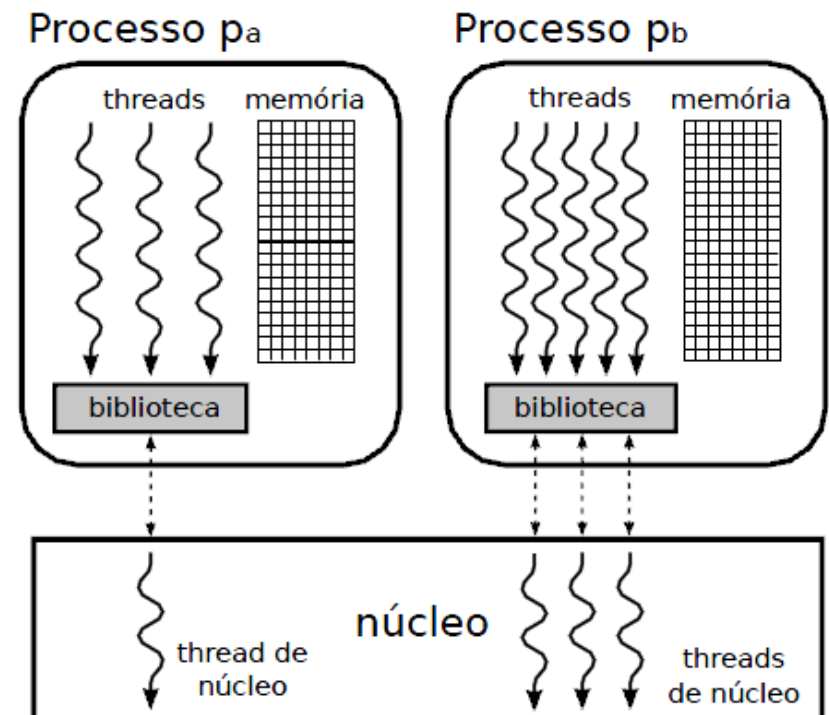 Processo pa
Processo pb
threads
memória
threads
memória
biblioteca
biblioteca
núcleo
thread de
núcleo
threads
de núcleo